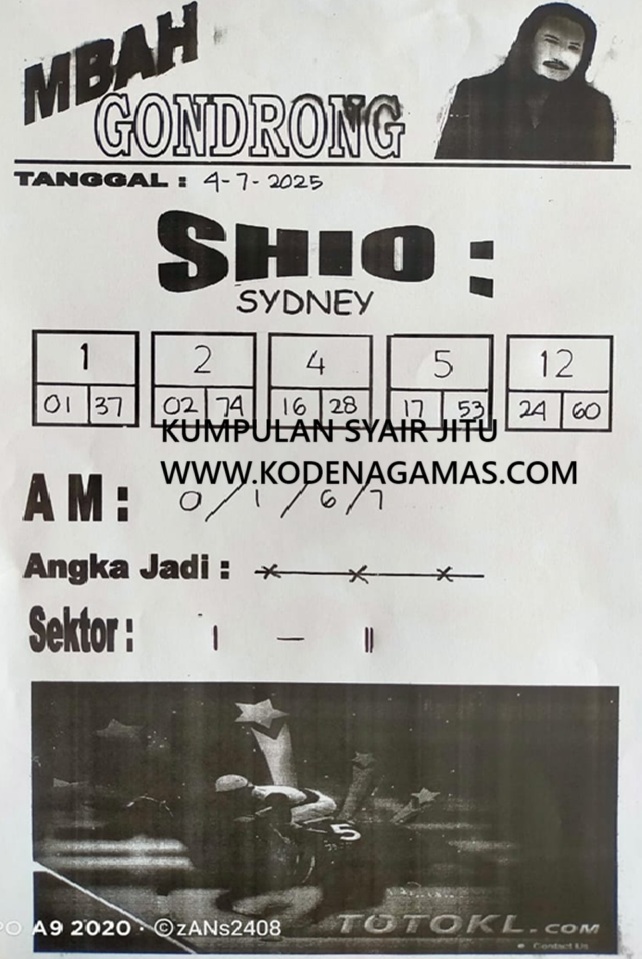 MBAH
GONDRONG
TANGGAL : 4-7-2025
SHIO :
SYDNEY
1 2 4 5 12
01 37 02 74 16 28 17 53 24 60
KUMPULAN SYAIR JITU
WWW.KODENAGAMAS.COM
AM : 0/1/6/7
Angka Jadi : x x x
Sektor : I - II
5
TOTOKL.COM
A9 2020 · ©zANs2408
Contact Us